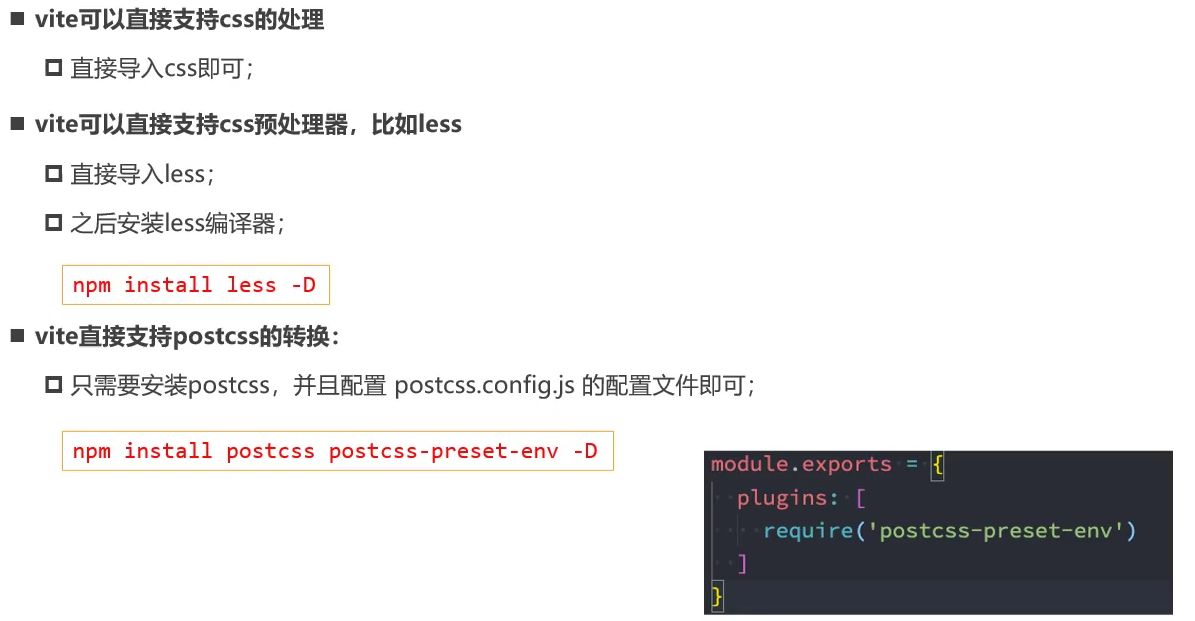 vite可以直接支持css的处理
直接导入css即可；
vite可以直接支持css预处理器，比如less
直接导入less；
之后安装less编译器；
npm install less -D
vite直接支持postcss的转换：
只需要安装postcss，并且配置 postcss.config.js 的配置文件即可；
npm install postcss postcss-preset-env -D
module.exports = {
  plugins: [
    require('postcss-preset-env')
  ]
}